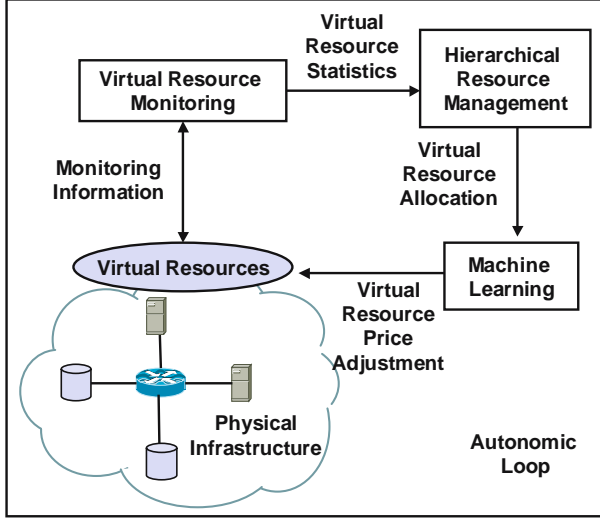 Virtual
Resource
Statistics
Virtual Resource
Monitoring
Hierarchical
Resource
Management
Monitoring
Information
Virtual
Resource
Allocation
Virtual Resources
Machine
Learning
Virtual
Resource
Price
Adjustment
Physical
Infrastructure
Autonomic
Loop